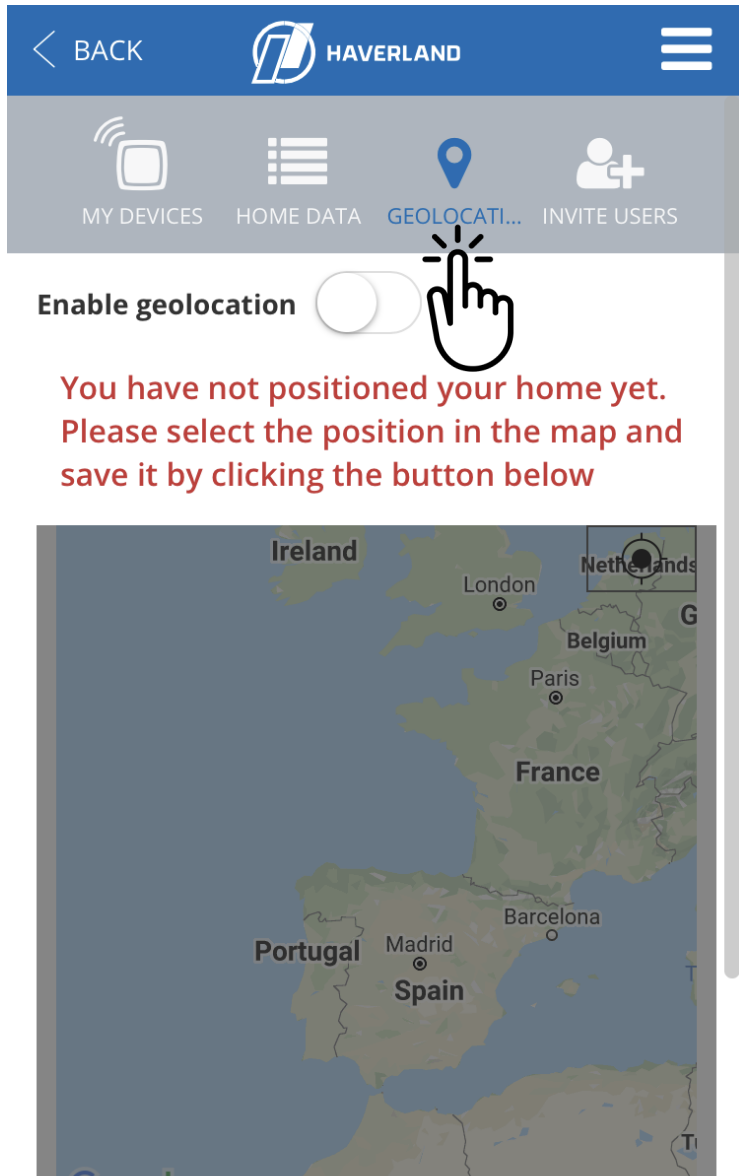 BACK
HAVERLAND
MY DEVICES
HOME DATA
GEOLOCATI...
INVITE USERS
Enable geolocation
You have not positioned your home yet.
Please select the position in the map and
save it by clicking the button below
Ireland
Netherlands
London
G
Belgium
Paris
France
Barcelona
Portugal
Madrid
Spain
T
Tu